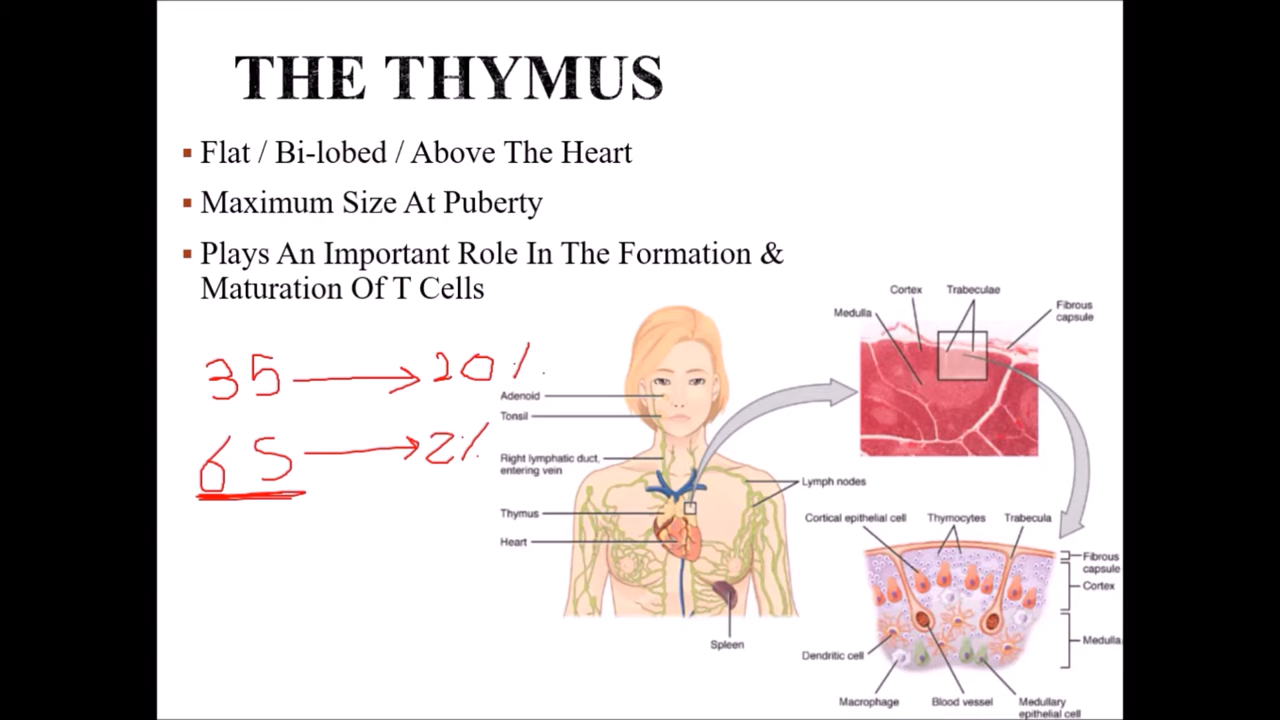 THE THYMUS
▪ Flat / Bi-lobed / Above The Heart
▪ Maximum Size At Puberty
▪ Plays An Important Role In The Formation &
Maturation Of T Cells
35 → 20%
65 → 2%
Adenoid
Tonsil
Right lymphatic duct,
entering vein
Thymus
Heart
Lymph nodes
Spleen
Cortex
Trabeculae
Medulla
Fibrous
capsule
Cortical epithelial cell
Thymocytes
Trabecula
Fibrous
capsule
Cortex
Medulla
Dendritic cell
Macrophage
Blood vessel
Medullary
epithelial cell